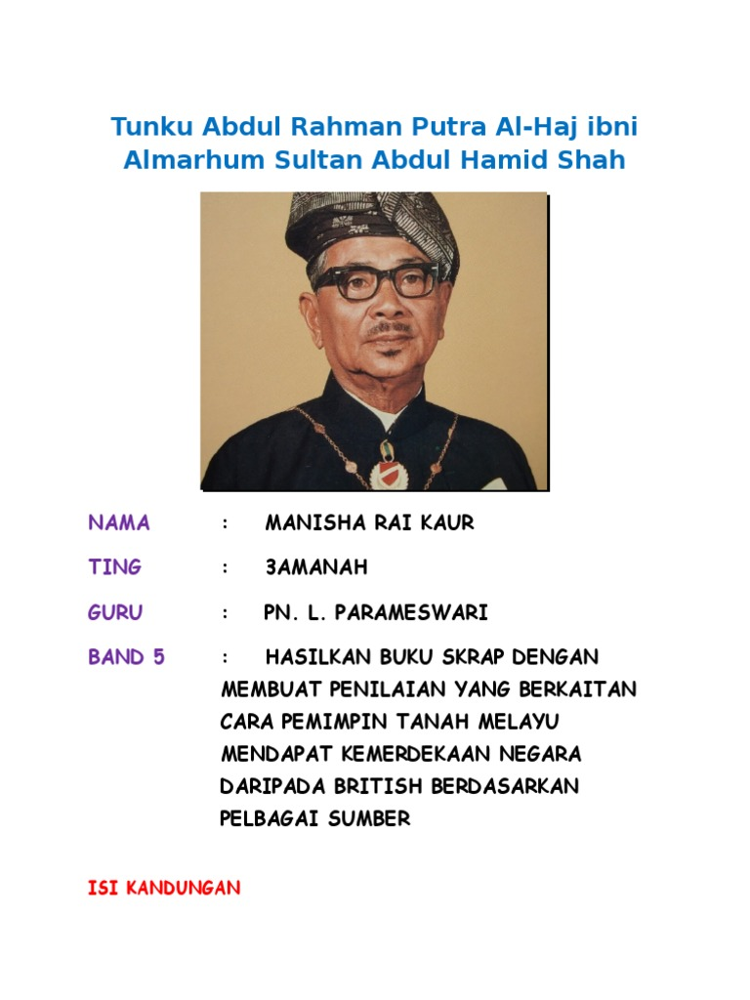 Tunku Abdul Rahman Putra Al-Haj ibni
Almarhum Sultan Abdul Hamid Shah
NAMA : MANISHA RAI KAUR
TING : 3AMANAH
GURU : PN. L. PARAMESWARI
BAND 5 : HASILKAN BUKU SKRAP DENGAN
MEMBUAT PENILAIAN YANG BERKAITAN
CARA PEMIMPIN TANAH MELAYU
MENDAPAT KEMERDEKAAN NEGARA
DARIPADA BRITISH BERDASARKAN
PELBAGAI SUMBER
ISI KANDUNGAN